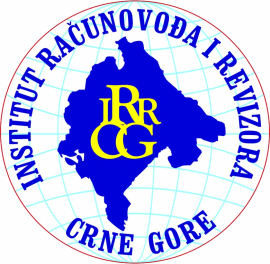 INSTITUT RAČUNOVOĐA I REVIZORA
IRR
CG
CRNE GORE